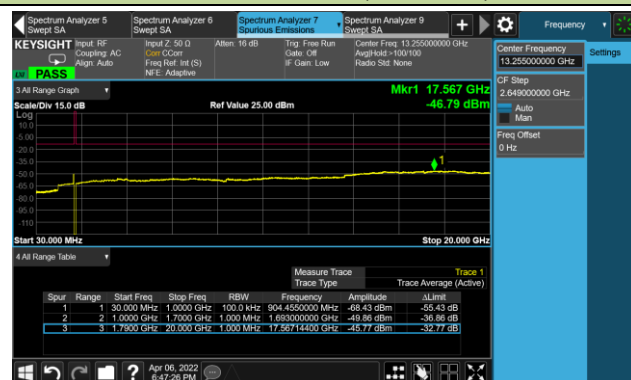 Spectrum Analyzer 5
Swept SA
Spectrum Analyzer 6
Swept SA
Spectrum Analyzer 7
Spurious Emissions
Spectrum Analyzer 9
Swept SA
Frequency
KEYSIGHT
Input: RF
Coupling: AC
Align: Auto
Input Z: 50 Ω
Corr CCorr
Freq Ref: Int (S)
NFE: Adaptive
Atten: 16 dB
Trig: Free Run
Gate: Off
IF Gain: Low
Center Freq: 13.255000000 GHz
Avg|Hold:>100/100
Radio Std: None
PASS
Center Frequency
13.255000000 GHz
Settings
CF Step
2.649000000 GHz
Auto
Man
Freq Offset
0 Hz
3 All Range Graph
Mkr1 17.567 GHz
Scale/Div 15.0 dB
Ref Value 25.00 dBm
-46.79 dBm
Log
10.0
-5.00
-20.0
-35.0
-50.0
-65.0
-80.0
-95.0
-110
1
Start 30.000 MHz
Stop 20.000 GHz
4 All Range Table
Measure Trace Trace 1
Trace Type Trace Average (Active)
Spur Range Start Freq Stop Freq RBW Frequency Amplitude ΔLimit
1 1 30.000 MHz 1.0000 GHz 100.0 kHz 904.4550000 MHz -68.43 dBm -55.43 dB
2 2 1.0000 GHz 1.7000 GHz 1.000 MHz 1.693000000 GHz -49.86 dBm -36.86 dB
3 3 1.7900 GHz 20.000 GHz 1.000 MHz 17.56714400 GHz -45.77 dBm -32.77 dB
Apr 06, 2022
6:47:26 PM